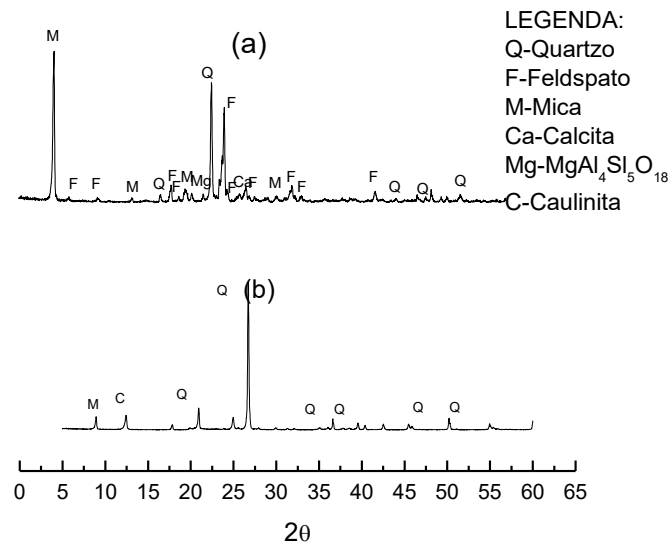 LEGENDA:
Q-Quartzo
F-Feldspato
M-Mica
Ca-Calcita
Mg-MgAl₄Sl₅O₁₈
C-Caulinita
(a)
M
F
F
M
Q
F
F
M
Mg
Q
F
F
Ca
F
M
F
F
F
Q
Q
Q
(b)
M
C
Q
Q
Q
Q
Q
Q
0 5 10 15 20 25 30 35 40 45 50 55 60 65
2θ